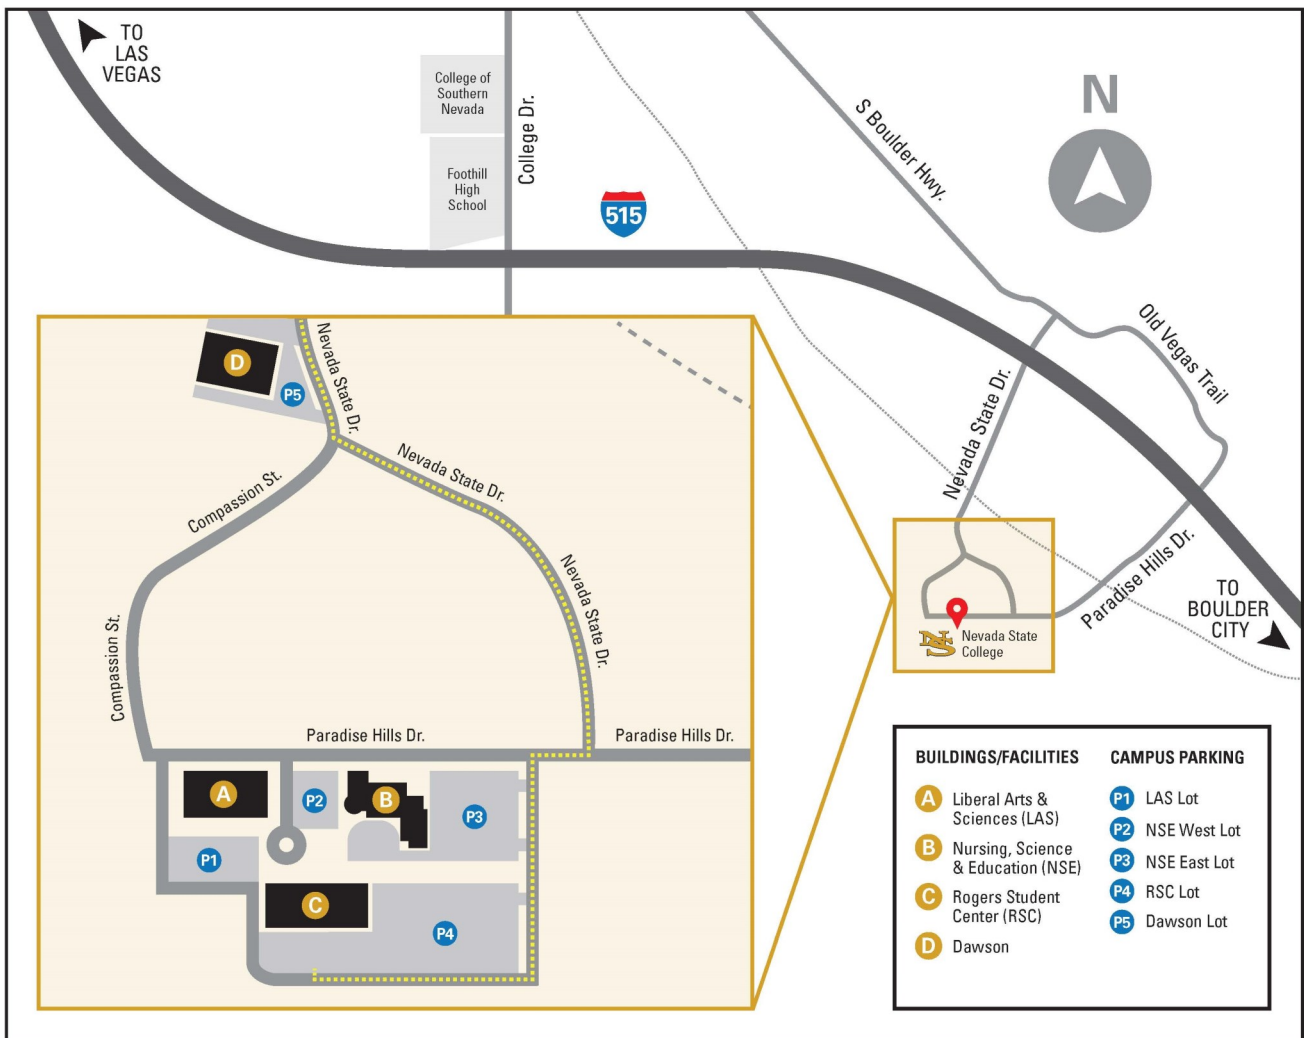 TO
LAS
VEGAS
College of
Southern
Nevada
Foothill
High
School
College Dr.
515
S Boulder Hwy.
N
Old Vegas Trail
Nevada State Dr.
Paradise Hills Dr.
TO
BOULDER
CITY
NS
Nevada State
College
D
P5
Nevada State Dr.
Nevada State Dr.
Nevada State Dr.
Compassion St.
Compassion St.
Paradise Hills Dr.
Paradise Hills Dr.
A
P2
B
P3
P1
C
P4
BUILDINGS/FACILITIES
A Liberal Arts &
Sciences (LAS)
B Nursing, Science
& Education (NSE)
C Rogers Student
Center (RSC)
D Dawson
CAMPUS PARKING
P1 LAS Lot
P2 NSE West Lot
P3 NSE East Lot
P4 RSC Lot
P5 Dawson Lot